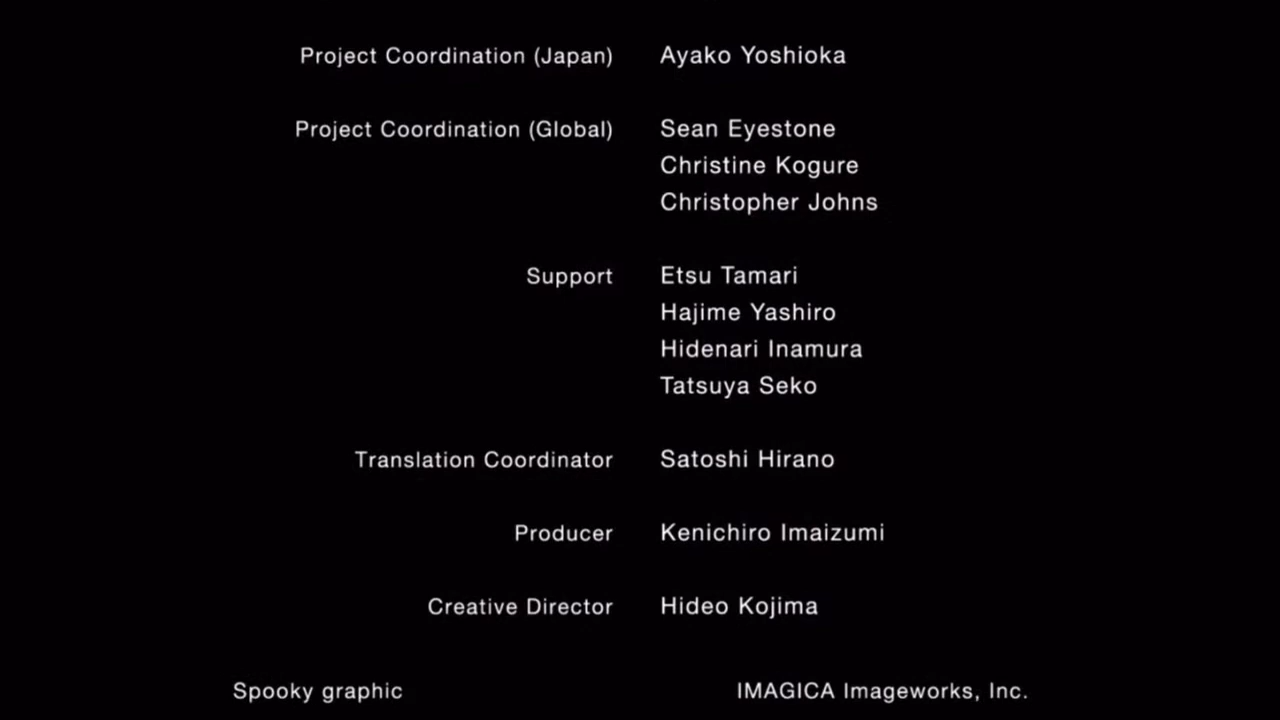 Project Coordination (Japan) Ayako Yoshioka
Project Coordination (Global) Sean Eyestone
Christine Kogure
Christopher Johns
Support Etsu Tamari
Hajime Yashiro
Hidenari Inamura
Tatsuya Seko
Translation Coordinator Satoshi Hirano
Producer Kenichiro Imaizumi
Creative Director Hideo Kojima
Spooky graphic IMAGICA Imageworks, Inc.